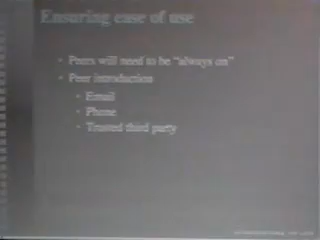 Ensuring ease of use
• Peers will need to be "always on"
• Peer introduction
• Email
• Phone
• Trusted third party